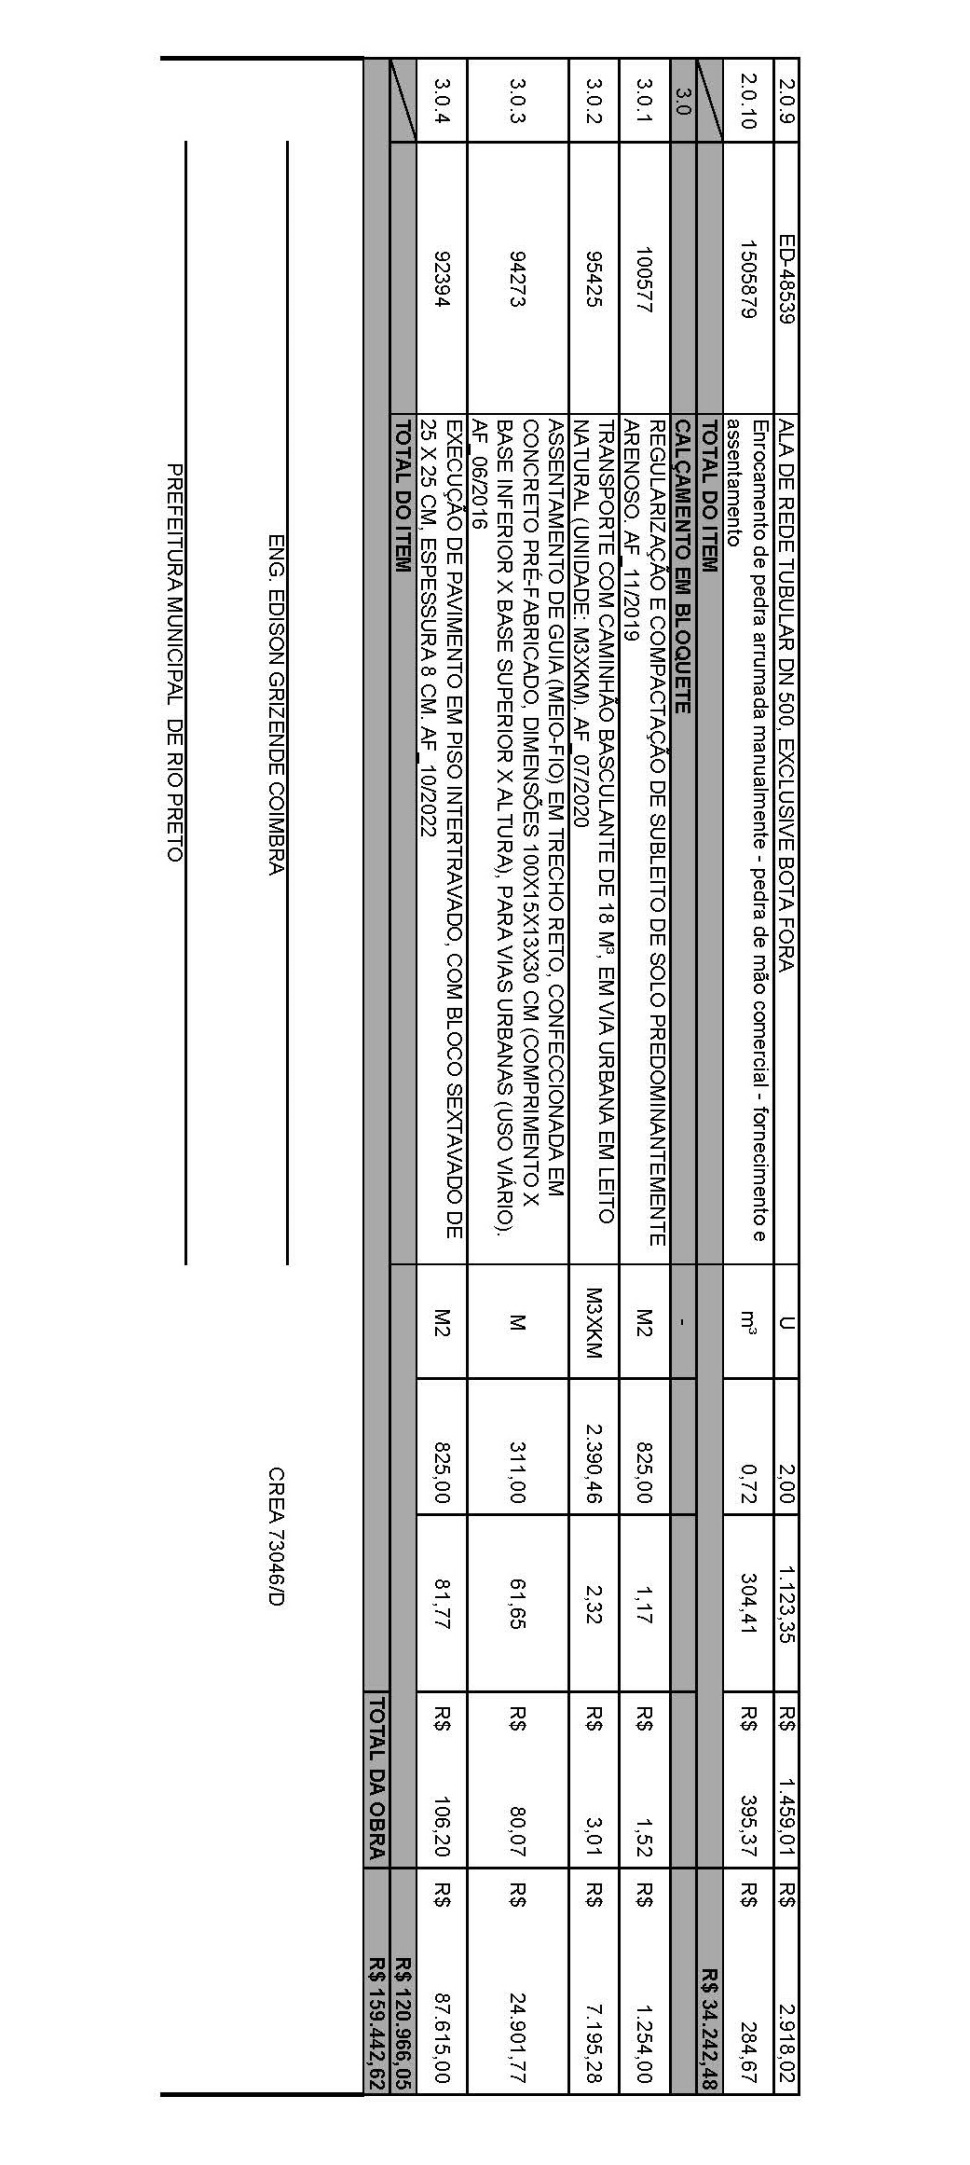 2.0.9 ED-48539 ALA DE REDE TUBULAR DN 500, EXCLUSIVE BOTA FORA U 2,00 1.123,35 R$ 1.459,01 R$ 2.918,02
2.0.10 1505879 Enrocamento de pedra arrumada manualmente - pedra de mão comercial - fornecimento e
assentamento m³ 0,72 304,41 R$ 395,37 R$ 284,67
TOTAL DO ITEM R$ 34.242,48
3.0 CALÇAMENTO EM BLOQUETE -
3.0.1 100577 REGULARIZAÇÃO E COMPACTAÇÃO DE SUBLEITO DE SOLO PREDOMINANTEMENTE
ARENOSO. AF_11/2019 M2 825,00 1,17 R$ 1,52 R$ 1.254,00
3.0.2 95425 TRANSPORTE COM CAMINHÃO BASCULANTE DE 18 M³, EM VIA URBANA EM LEITO
NATURAL (UNIDADE: M3XKM). AF_07/2020 M3XKM 2.390,46 2,32 R$ 3,01 R$ 7.195,28
3.0.3 94273 ASSENTAMENTO DE GUIA (MEIO-FIO) EM TRECHO RETO, CONFECCIONADA EM
CONCRETO PRÉ-FABRICADO, DIMENSÕES 100X15X13X30 CM (COMPRIMENTO X
BASE INFERIOR X BASE SUPERIOR X ALTURA), PARA VIAS URBANAS (USO VIÁRIO).
AF_06/2016 M 311,00 61,65 R$ 80,07 R$ 24.901,77
3.0.4 92394 EXECUÇÃO DE PAVIMENTO EM PISO INTERTRAVADO, COM BLOCO SEXTAVADO DE
25 X 25 CM, ESPESSURA 8 CM. AF_10/2022 M2 825,00 81,77 R$ 106,20 R$ 87.615,00
TOTAL DO ITEM R$ 120.966,05
TOTAL DA OBRA R$ 159.442,62
ENG. EDISON GRIZENDE COIMBRA CREA 73046/D
PREFEITURA MUNICIPAL DE RIO PRETO